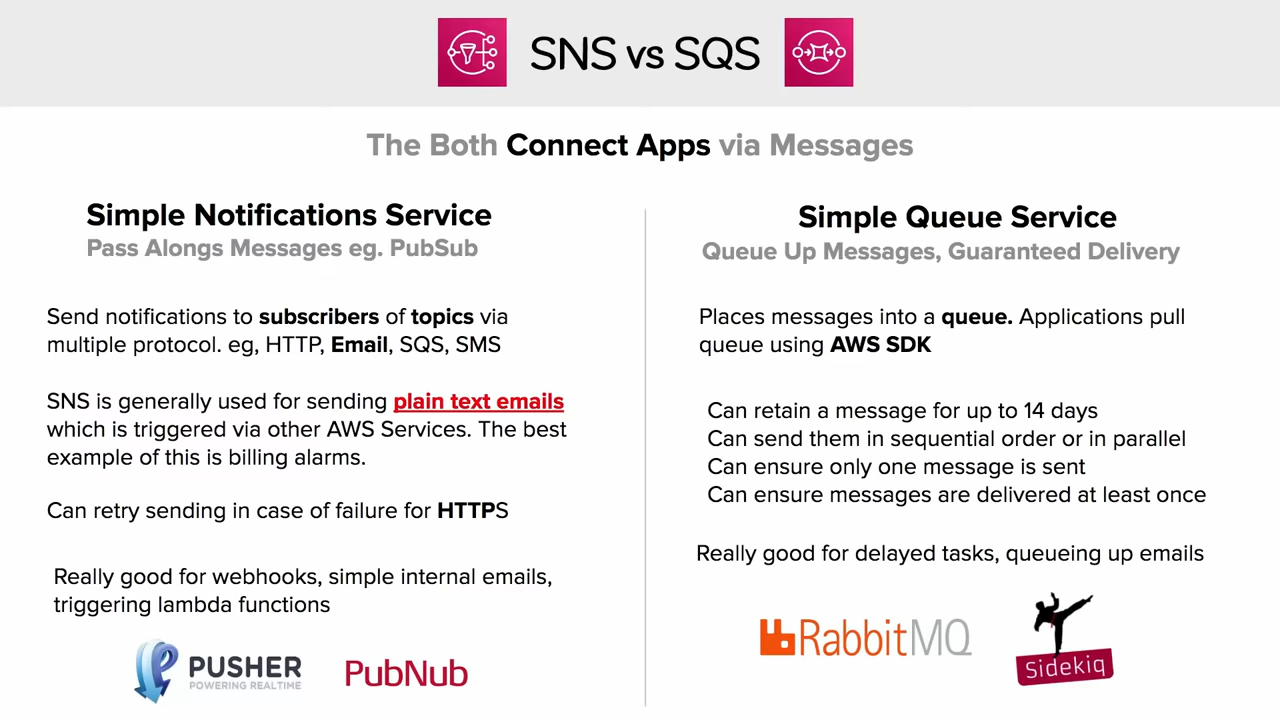 SNS vs SQS
The Both Connect Apps via Messages
Simple Notifications Service
Pass Alongs Messages eg. PubSub
Send notifications to subscribers of topics via
multiple protocol. eg, HTTP, Email, SQS, SMS
SNS is generally used for sending plain text emails
which is triggered via other AWS Services. The best
example of this is billing alarms.
Can retry sending in case of failure for HTTPS
Really good for webhooks, simple internal emails,
triggering lambda functions
PUSHER
POWERING REALTIME
PubNub
Simple Queue Service
Queue Up Messages, Guaranteed Delivery
Places messages into a queue. Applications pull
queue using AWS SDK
Can retain a message for up to 14 days
Can send them in sequential order or in parallel
Can ensure only one message is sent
Can ensure messages are delivered at least once
Really good for delayed tasks, queueing up emails
RabbitMQ
Sidekiq